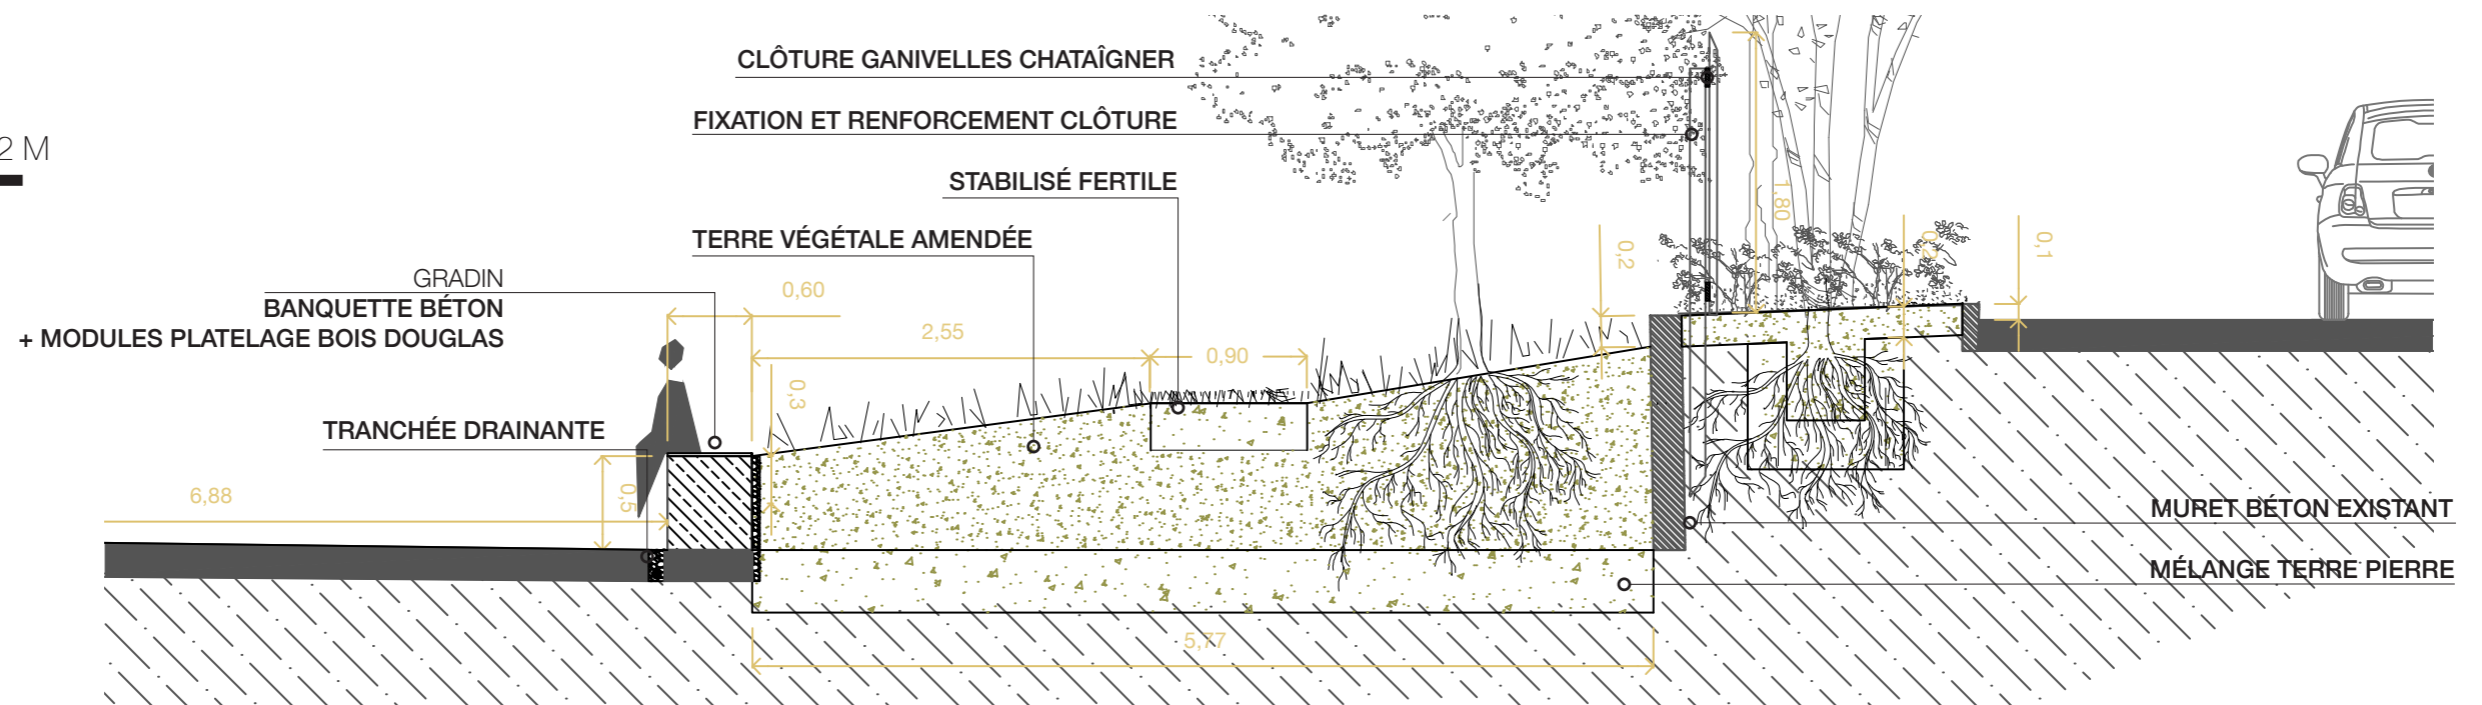 CLÔTURE GANIVELLES CHATAÎGNER
FIXATION ET RENFORCEMENT CLÔTURE
2 M
STABILISÉ FERTILE
1,80
TERRE VÉGÉTALE AMENDÉE
0,2
0,2
0,1
GRADIN
BANQUETTE BÉTON
+ MODULES PLATELAGE BOIS DOUGLAS
0,60
2,55
0,90
0,3
TRANCHÉE DRAINANTE
6,88
0,5
MURET BÉTON EXISTANT
MÉLANGE TERRE PIERRE
5,77